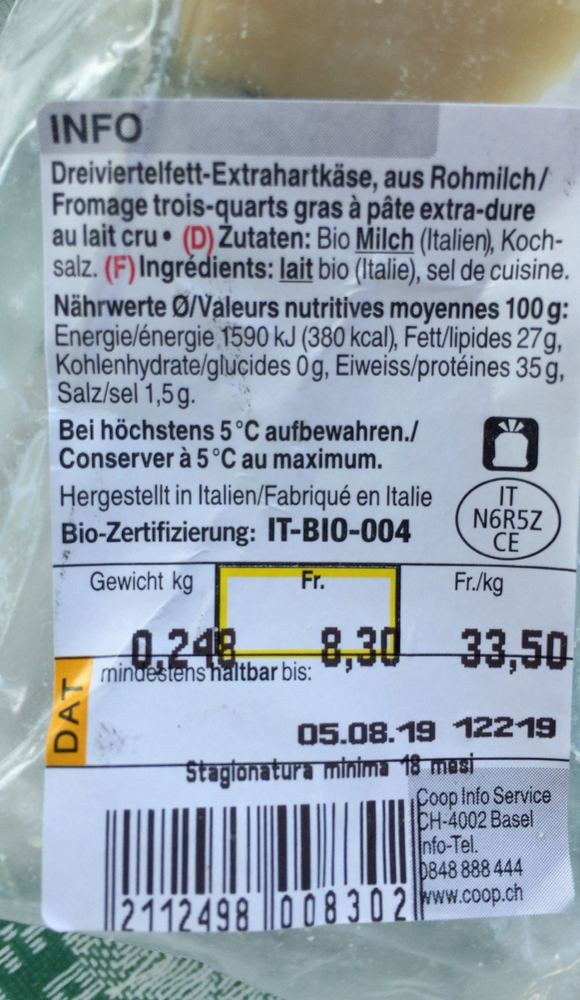 INFO
Dreiviertelfett-Extrahartkäse, aus Rohmilch/
Fromage trois-quarts gras à pâte extra-dure
au lait cru • (D) Zutaten: Bio Milch (Italien), Koch-
salz. (F) Ingrédients: lait bio (Italie), sel de cuisine.
Nährwerte Ø/Valeurs nutritives moyennes 100 g:
Energie/énergie 1590 kJ (380 kcal), Fett/lipides 27 g,
Kohlenhydrate/glucides 0 g, Eiweiss/protéines 35 g,
Salz/sel 1,5 g.
Bei höchstens 5 °C aufbewahren./
Conserver à 5 °C au maximum.
Hergestellt in Italien/Fabriqué en Italie
Bio-Zertifizierung: IT-BIO-004
IT
N6R5Z
CE
Gewicht kg Fr. Fr./kg
0,248 8,30 33,50
mindestens haltbar bis:
DAT
05.08.19 12219
Stagionatura minima 18 mesi
Coop Info Service
CH-4002 Basel
Info-Tel.
0848 888 444
www.coop.ch
2112498 008302